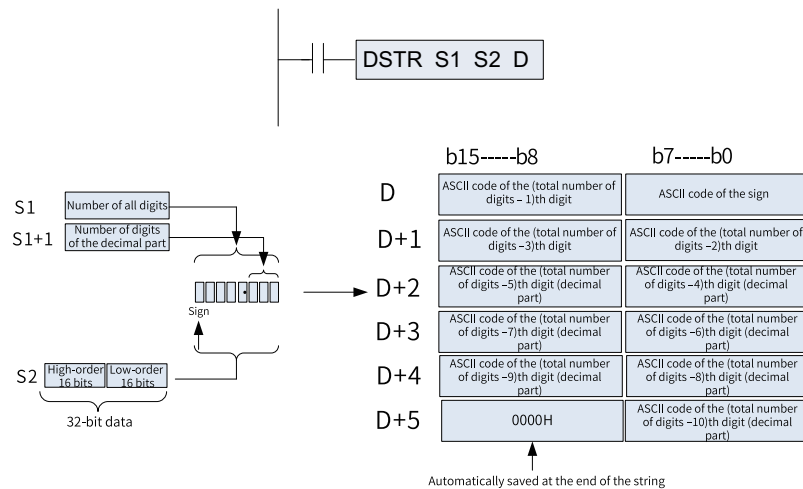 DSTR S1 S2 D
b15-----b8
b7-----b0
D
ASCII code of the (total number of
digits – 1)th digit
ASCII code of the sign
S1
Number of all digits
S1+1
Number of digits
of the decimal part
D+1
ASCII code of the (total number of
digits –3)th digit
ASCII code of the (total number of
digits –2)th digit
D+2
ASCII code of the (total number
of digits –5)th digit (decimal
part)
ASCII code of the (total number
of digits –4)th digit (decimal
part)
Sign
D+3
ASCII code of the (total number
of digits –7)th digit (decimal
part)
ASCII code of the (total number
of digits –6)th digit (decimal
part)
S2
High-order
16 bits
Low-order
16 bits
32-bit data
D+4
ASCII code of the (total number
of digits –9)th digit (decimal
part)
ASCII code of the (total number
of digits –8)th digit (decimal
part)
D+5
0000H
ASCII code of the (total number
of digits –10)th digit (decimal
part)
Automatically saved at the end of the string